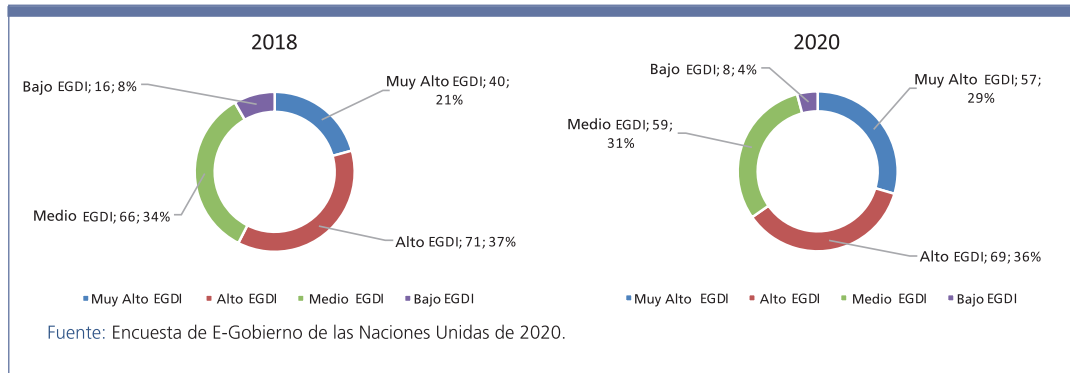 2018
Bajo EGDI; 16; 8%
Muy Alto EGDI; 40;
21%
Medio EGDI; 66; 34%
Alto EGDI; 71; 37%
Muy Alto EGDI Alto EGDI Medio EGDI Bajo EGDI
2020
Bajo EGDI; 8; 4%
Muy Alto EGDI; 57;
29%
Medio EGDI; 59;
31%
Alto EGDI; 69; 36%
Muy Alto EGDI Alto EGDI Medio EGDI Bajo EGDI
Fuente: Encuesta de E-Gobierno de las Naciones Unidas de 2020.